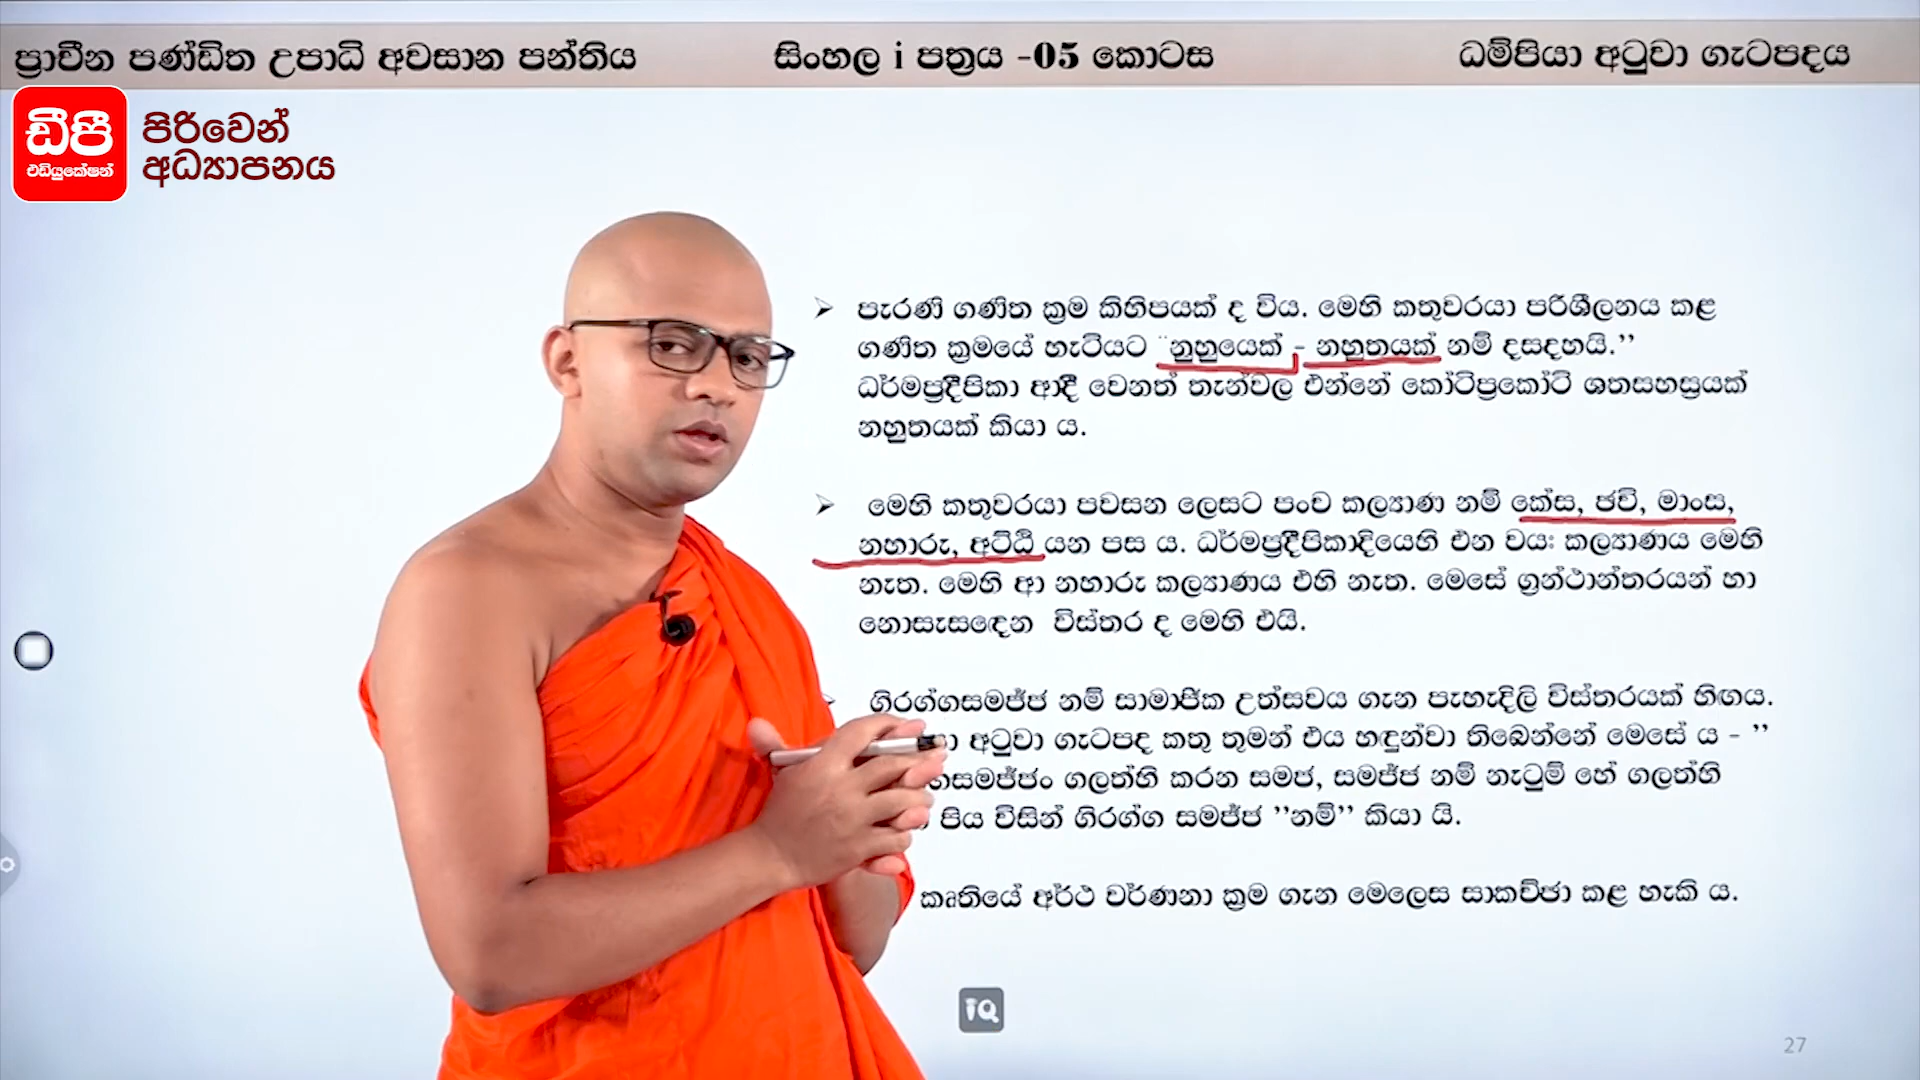 ප්‍රාචීන පණ්ඩිත උපාධි අවසාන පන්තිය
සිංහල i පත්‍රය -05 කොටස
ධම්පියා අටුවා ගැටපදය
ඩීපී
එඩියුකේෂන්
පිරිවෙන්
අධ්‍යාපනය
➢ පැරණි ගණිත ක්‍රම කිහිපයක් ද විය. මෙහි කතුවරයා පරිශීලනය කළ
ගණිත ක්‍රමයේ හැටියට ¨නුහුයෙක් - නහුතයක් නම් දසදහයි.’’
ධර්මප්‍රදීපිකා ආදී වෙනත් තැන්වල එන්නේ කෝටිප්‍රකෝටි ශතසහස්‍රයක්
නහුතයක් කියා ය.
➢ මෙහි කතුවරයා පවසන ලෙසට පංච කල්‍යාණ නම් කේස, ඡවි, මාංස,
නහාරු, අට්ඨි යන පස ය. ධර්මප්‍රදීපිකාදියෙහි එන වයඃ කල්‍යාණය මෙහි
නැත. මෙහි ආ නහාරු කල්‍යාණය එහි නැත. මෙසේ ග්‍රන්ථාන්තරයන් හා
නොසැසඳෙන විස්තර ද මෙහි එයි.
ගිරග්ගසමජ්ජ නම් සාමාජික උත්සවය ගැන පැහැදිලි විස්තරයක් හිඟය.
අටුවා ගැටපද කතු තුමන් එය හඳුන්වා තිබෙන්නේ මෙසේ ය - ’’
ගසමජ්ජං ගලත්හි කරන සමජ, සමජ්ජ නම් නැටුම් හේ ගලත්හි
පිය විසින් ගිරග්ග සමජ්ජ ’’නම්’’ කියා යි.
කෘතියේ අර්ථ වර්ණනා ක්‍රම ගැන මෙලෙස සාකච්ඡා කළ හැකි ය.
IQ
27